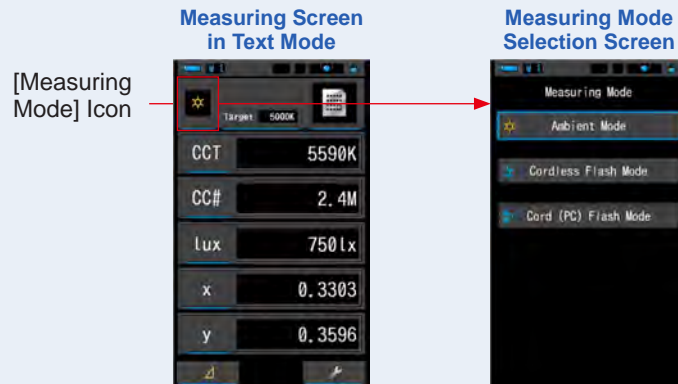 Measuring Screen
in Text Mode
Measuring Mode
Selection Screen
[Measuring
Mode] Icon
Target 5000K
CCT 5590K
CC# 2.4M
lux 750lx
x 0.3303
y 0.3596
Measuring Mode
Ambient Mode
Cordless Flash Mode
Cord (PC) Flash Mode